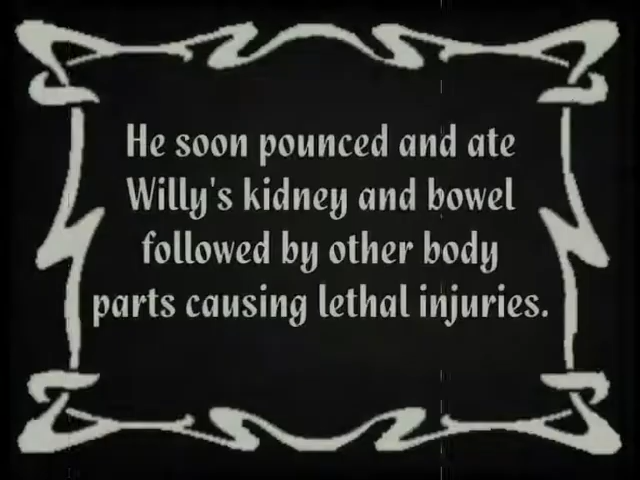 He soon pounced and ate
Willy's kidney and bowel
followed by other body
parts causing lethal injuries.